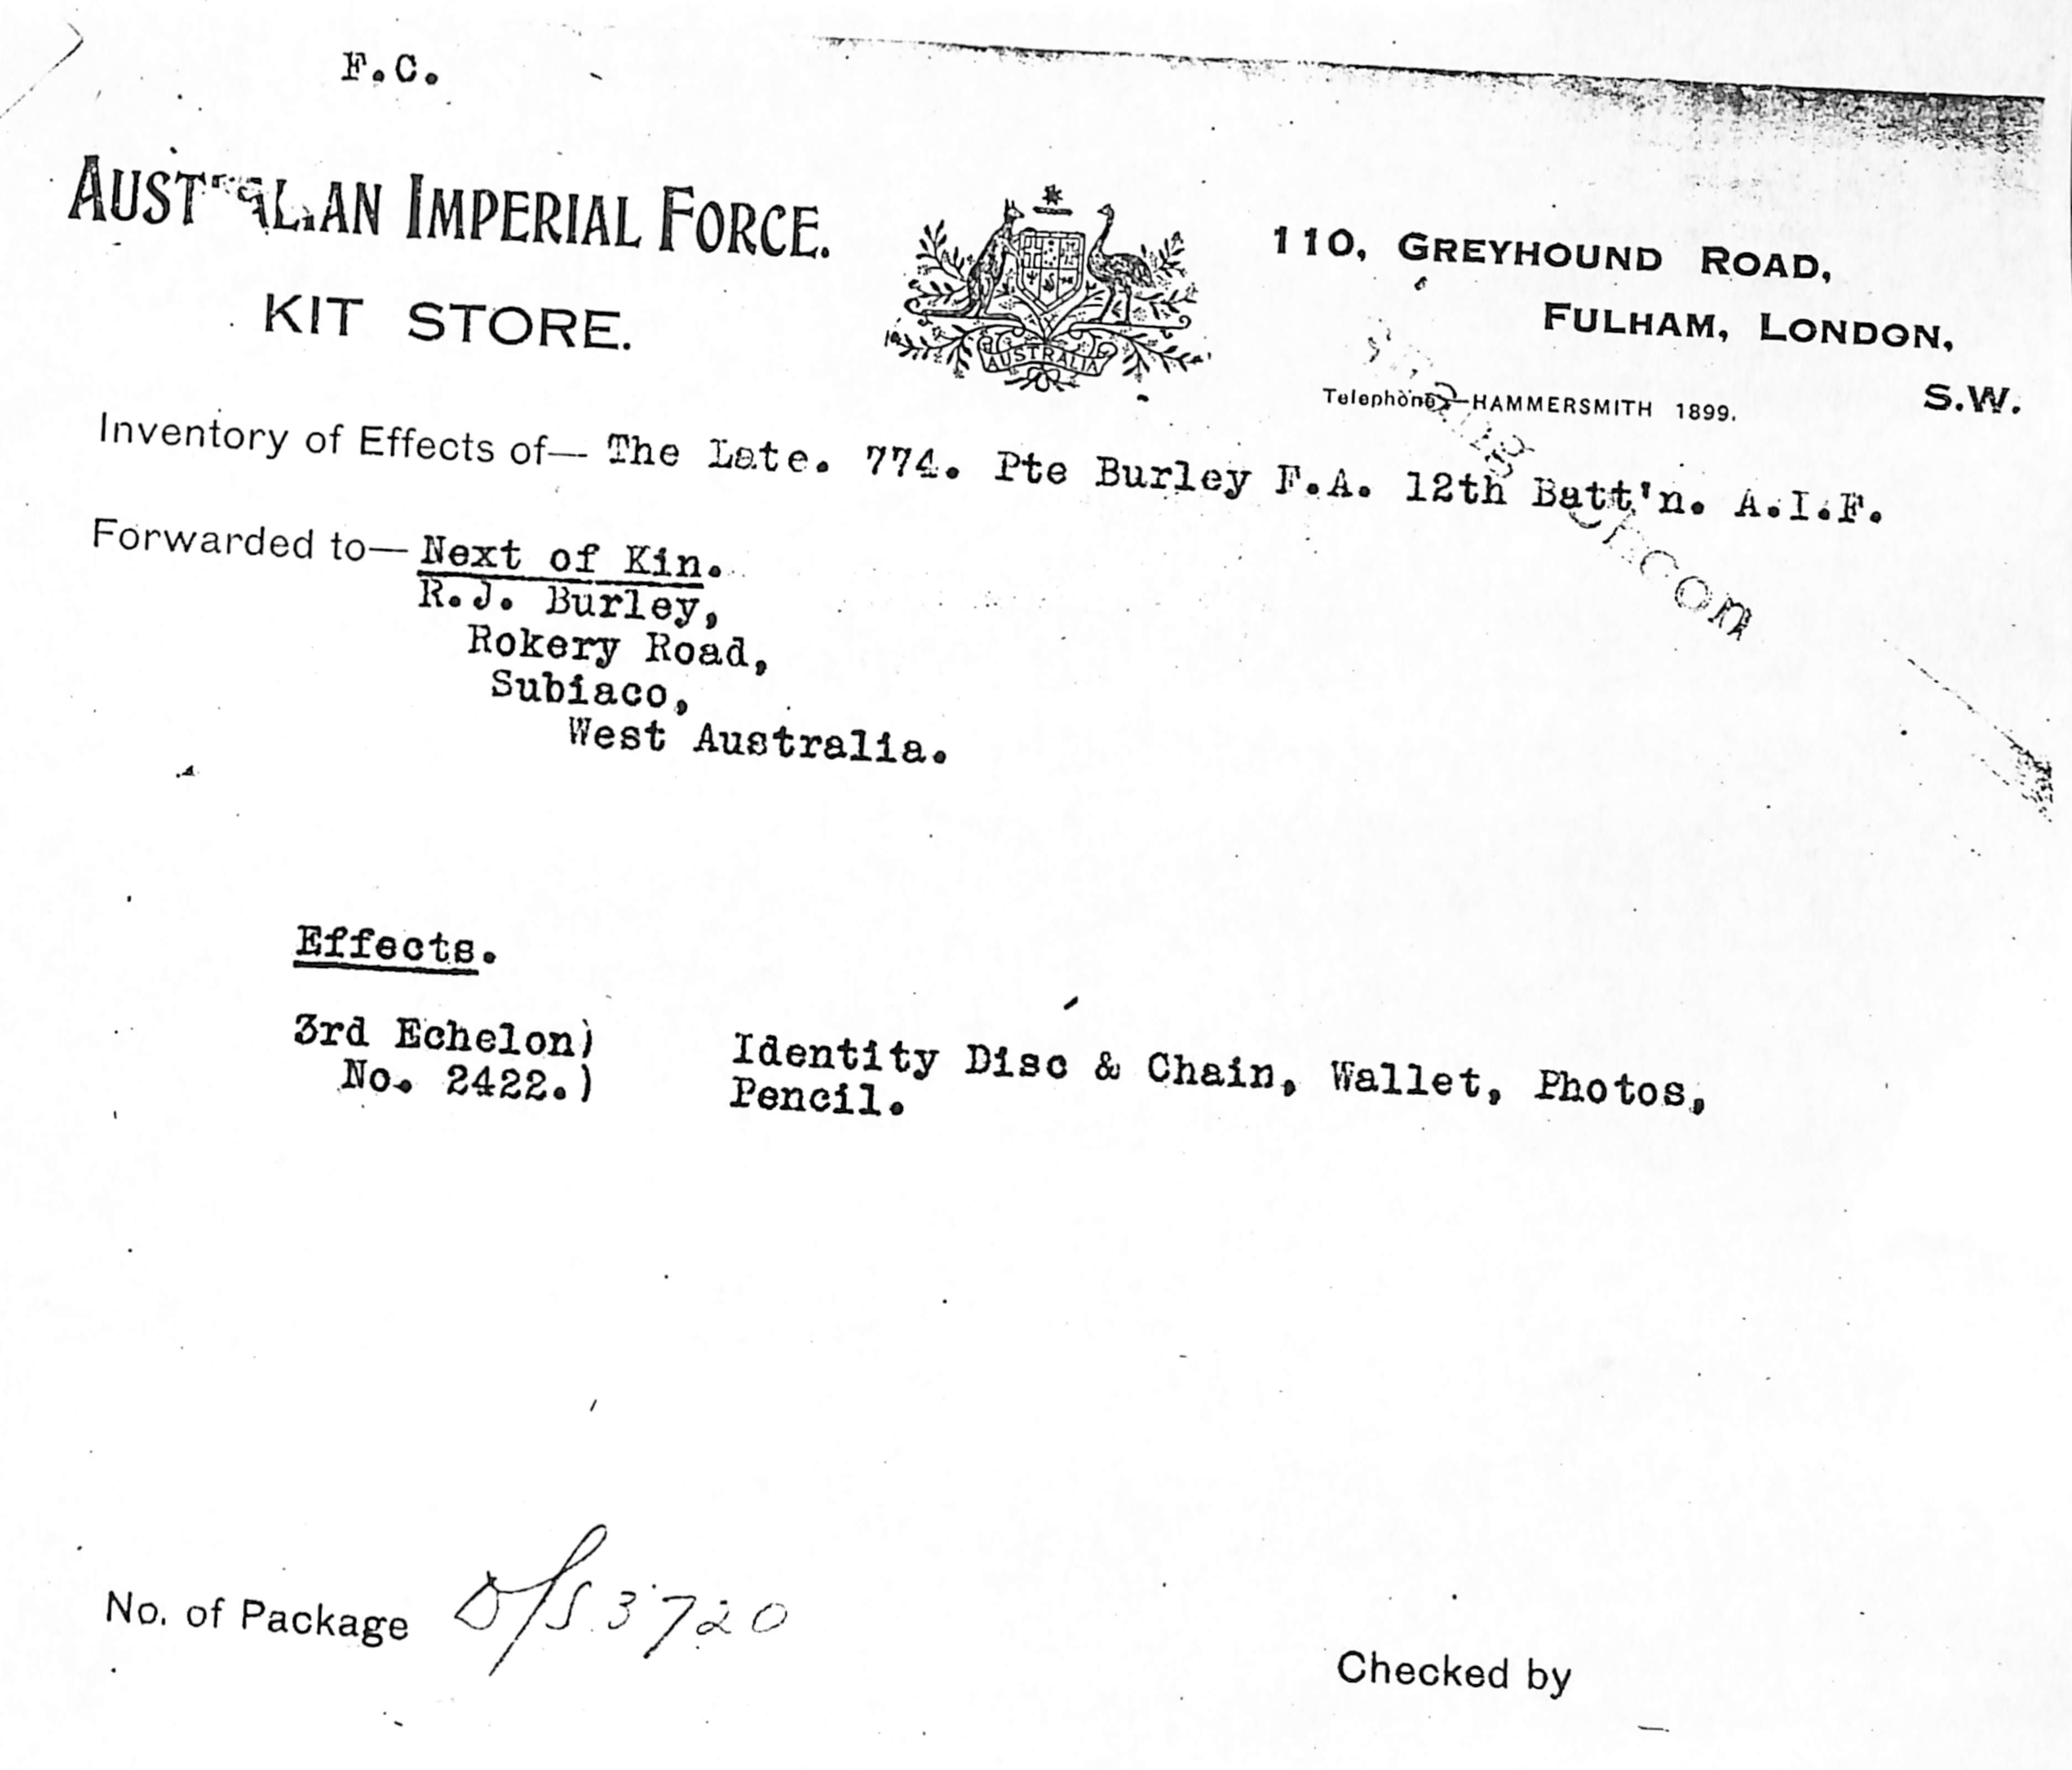 F.C.
AUSTRALIAN IMPERIAL FORCE.
KIT STORE.
AUSTRALIA
110, GREYHOUND ROAD,
FULHAM, LONDON,
S.W.
Telephone—HAMMERSMITH 1899.
Inventory of Effects of— The Late. 774. Pte Burley F.A. 12th Batt'n. A.I.F.
Forwarded to— Next of Kin.
R.J. Burley,
Rokery Road,
Subiaco,
West Australia.
Effects.
3rd Echelon) Identity Disc & Chain, Wallet, Photos,
No. 2422.) Pencil.
No. of Package D/S 3720
Checked by